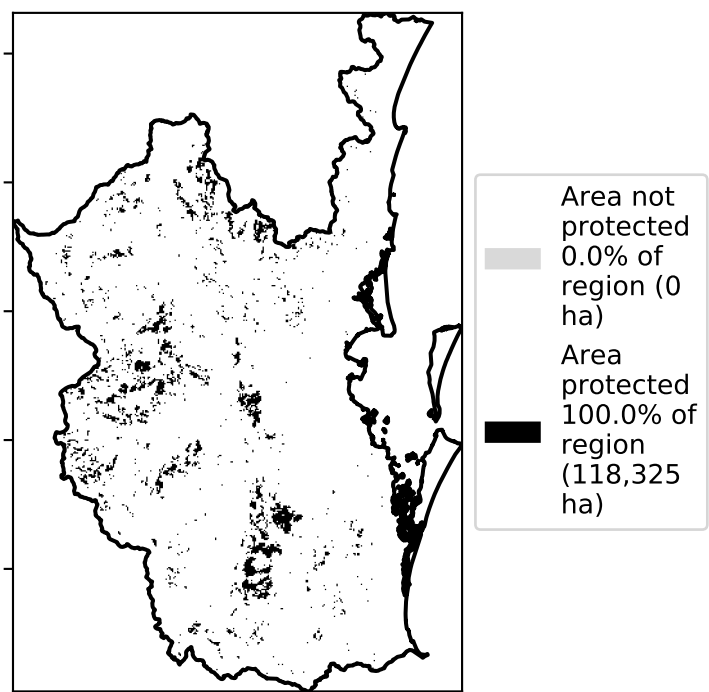 Area not
protected
0.0% of
region (0
ha)
Area
protected
100.0% of
region
(118,325
ha)